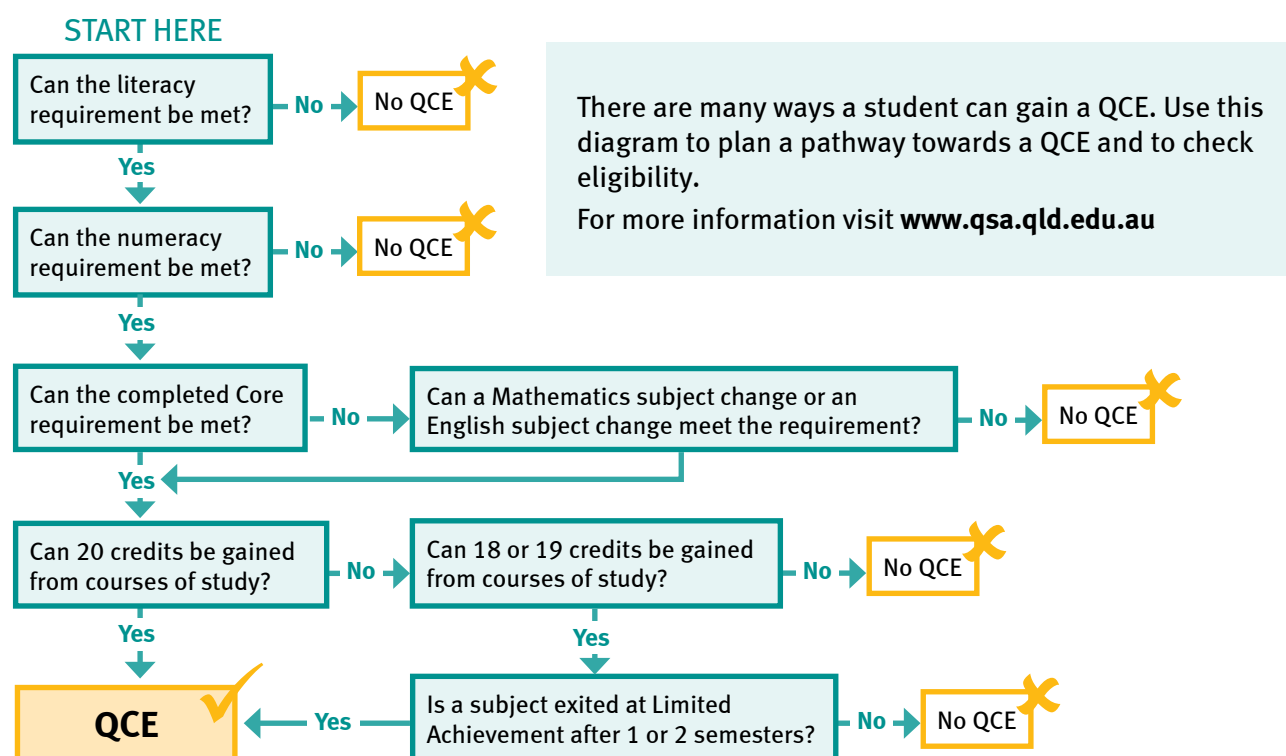 START HERE
Can the literacy
requirement be met?
No
No QCE
There are many ways a student can gain a QCE. Use this
diagram to plan a pathway towards a QCE and to check
eligibility.
For more information visit www.qsa.qld.edu.au
Yes
Can the numeracy
requirement be met?
No
No QCE
Yes
Can the completed Core
requirement be met?
No
Can a Mathematics subject change or an
English subject change meet the requirement?
No
No QCE
Yes
Can 20 credits be gained
from courses of study?
No
Can 18 or 19 credits be gained
from courses of study?
No
No QCE
Yes
Yes
QCE
Yes
Is a subject exited at Limited
Achievement after 1 or 2 semesters?
No
No QCE